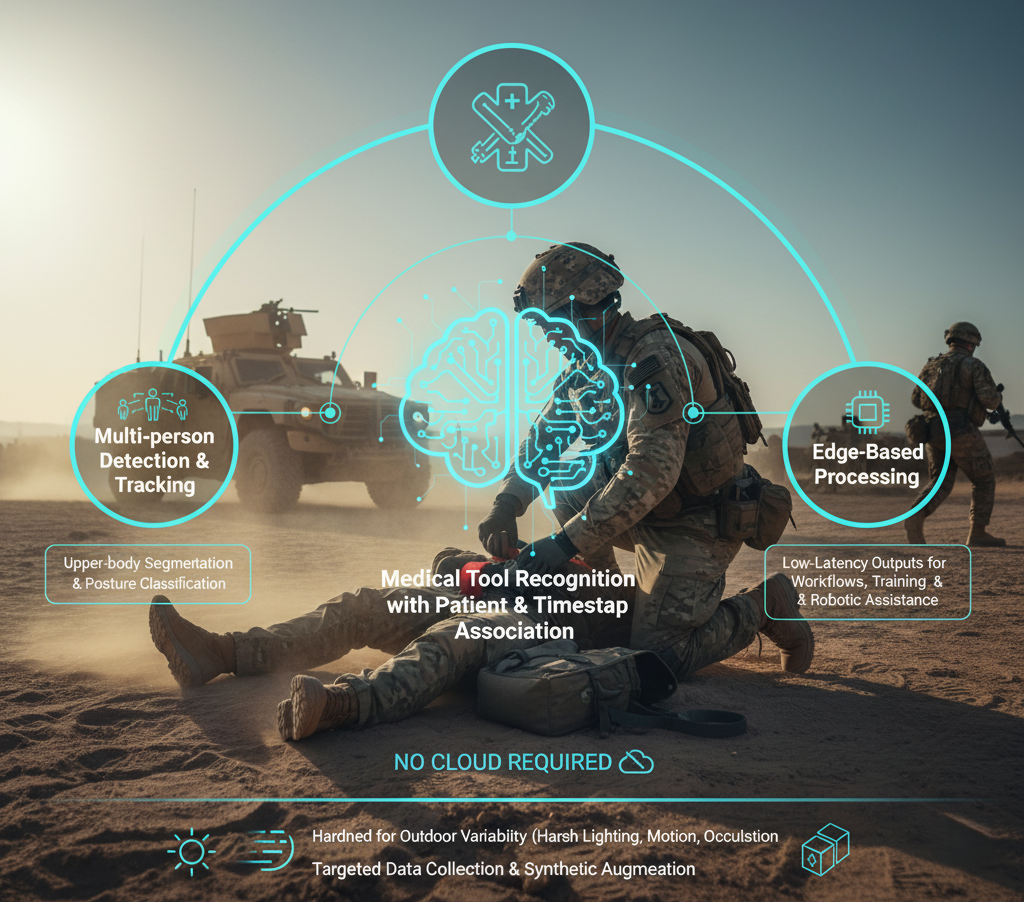 Multi-person
Detection &
Tracking
Upper-body Segmentation
& Posture Classification
Edge-Based
Processing
Low-Latency Outputs for
Workflows, Training &
& Robotic Assistance
Medical Tool Recognition
with Patient & Timestap
Association
NO CLOUD REQUIRED
Hardned for Outdoor Variabiity (Harsh Lighting, Motion, Occulstion
Targeted Data Collection & Synthetic Augmeation